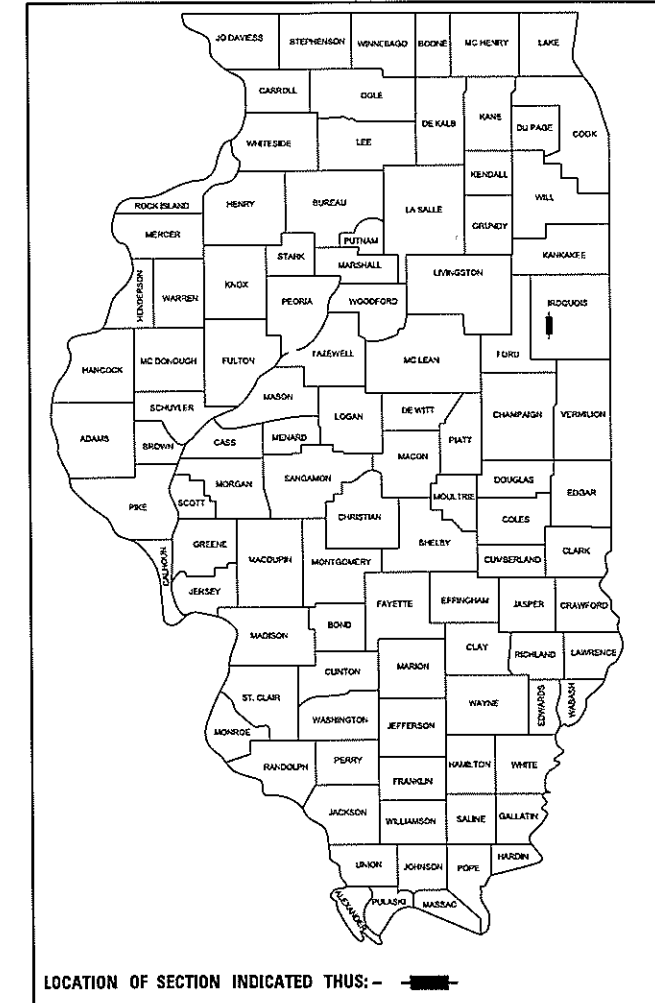 JO DAVIESS STEPHENSON WINNEBAGO BOONE MC HENRY LAKE
CARROLL OGLE
DE KALB KANE DU PAGE COOK
WHITESIDE LEE
KENDALL
ROCK ISLAND HENRY BUREAU LA SALLE WILL
MERCER PUTNAM GRUNDY
STARK MARSHALL KANKAKEE
HENDERSON WARREN KNOX LIVINGSTON
PEORIA WOODFORD IROQUOIS
HANCOCK MC DONOUGH FULTON TAZEWELL MC LEAN FORD
MASON
SCHUYLER LOGAN DE WITT CHAMPAIGN VERMILION
ADAMS BROWN CASS MENARD PIATT
MACON
MORGAN SANGAMON DOUGLAS
PIKE SCOTT MOULTRIE EDGAR
CHRISTIAN COLES
GREENE SHELBY
CALHOUN MACOUPIN MONTGOMERY CUMBERLAND CLARK
JERSEY FAYETTE EFFINGHAM JASPER CRAWFORD
MADISON BOND
CLAY RICHLAND LAWRENCE
CLINTON MARION
ST. CLAIR WAYNE EDWARDS WABASH
WASHINGTON JEFFERSON
MONROE
RANDOLPH PERRY HAMILTON WHITE
FRANKLIN
JACKSON WILLIAMSON SALINE GALLATIN
UNION JOHNSON POPE HARDIN
ALEXANDER PULASKI MASSAC
LOCATION OF SECTION INDICATED THUS: -